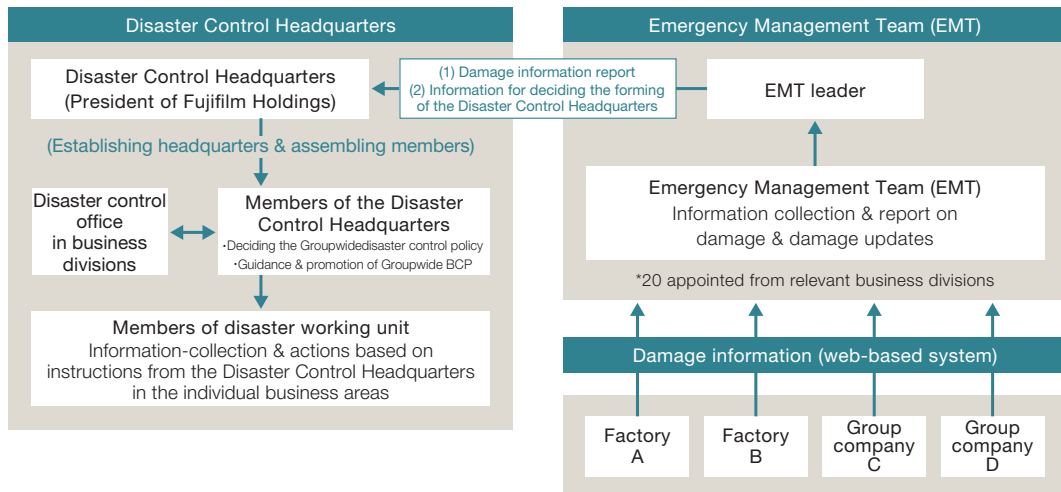 Disaster Control Headquarters
Disaster Control Headquarters
(President of Fujifilm Holdings)
(Establishing headquarters & assembling members)
Disaster control
office
in business
divisions
Members of the Disaster
Control Headquarters
・Deciding the Groupwidedisaster control policy
・Guidance & promotion of Groupwide BCP
Members of disaster working unit
Information-collection & actions based on
instructions from the Disaster Control Headquarters
in the individual business areas
(1) Damage information report
(2) Information for deciding the forming
of the Disaster Control Headquarters
Emergency Management Team (EMT)
EMT leader
Emergency Management Team (EMT)
Information collection & report on
damage & damage updates
*20 appointed from relevant business divisions
Damage information (web-based system)
Factory
A
Factory
B
Group
company
C
Group
company
D